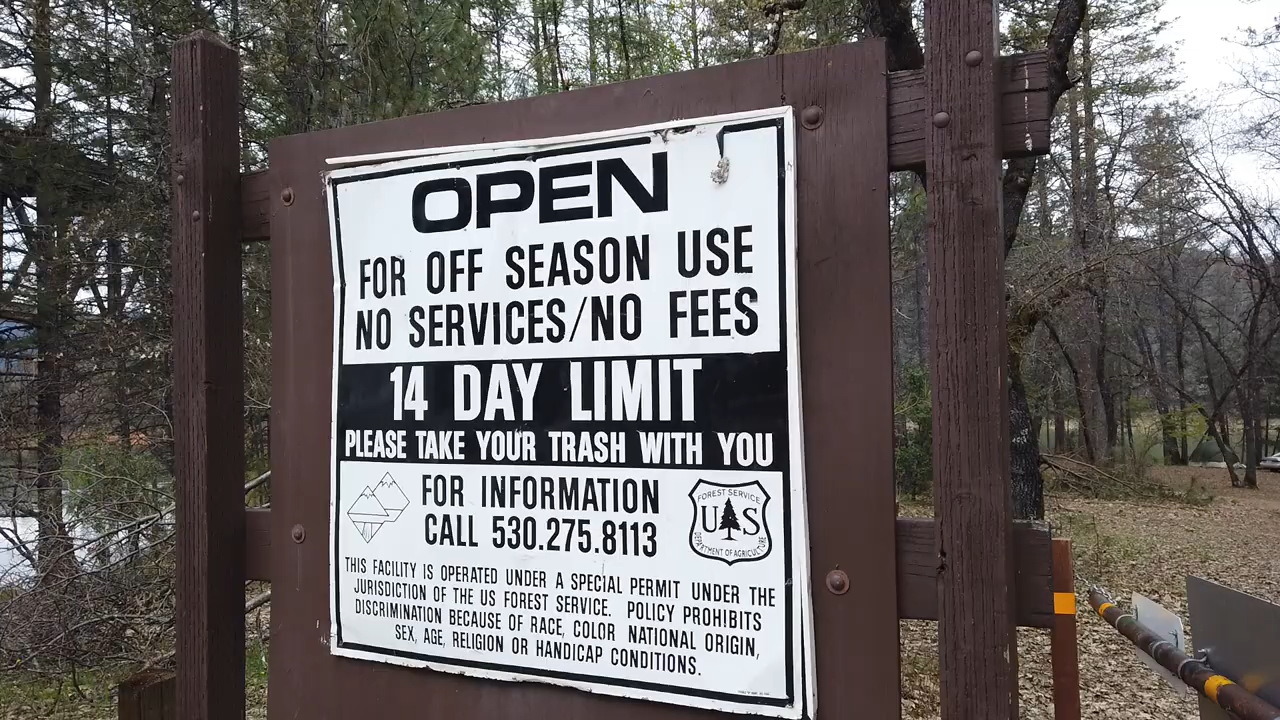 OPEN
FOR OFF SEASON USE
NO SERVICES/NO FEES
14 DAY LIMIT
PLEASE TAKE YOUR TRASH WITH YOU
FOR INFORMATION
CALL 530.275.8113
FOREST SERVICE
U S
DEPARTMENT OF AGRICULTURE
THIS FACILITY IS OPERATED UNDER A SPECIAL PERMIT UNDER THE
JURISDICTION OF THE US FOREST SERVICE. POLICY PROHIBITS
DISCRIMINATION BECAUSE OF RACE, COLOR NATIONAL ORIGIN,
SEX, AGE, RELIGION OR HANDICAP CONDITIONS.